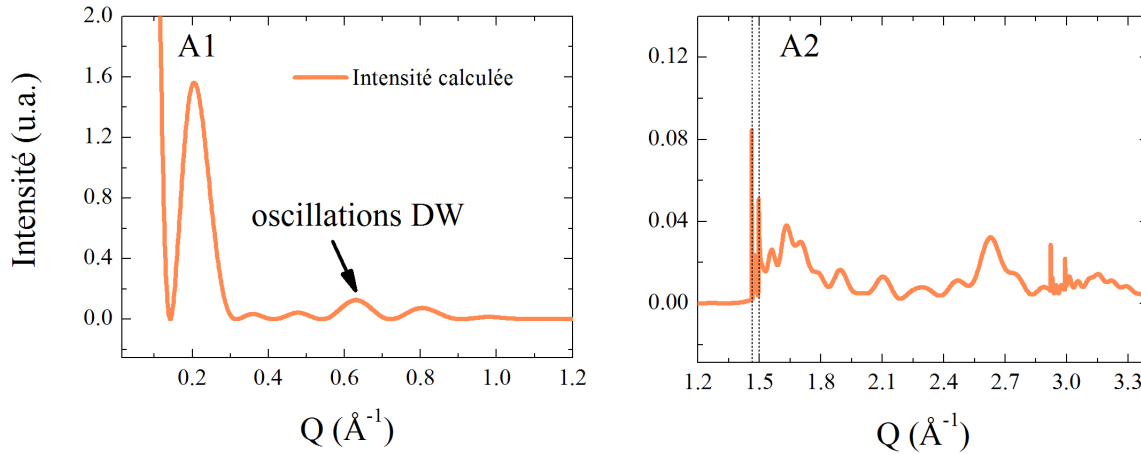 A1
Intensité calculée
oscillations DW
Intensité (u.a.)
2.0
1.6
1.2
0.8
0.4
0.0
0.2 0.4 0.6 0.8 1.0 1.2
Q (Å-1)
A2
0.12
0.08
0.04
0.00
1.2 1.5 1.8 2.1 2.4 2.7 3.0 3.3
Q (Å-1)